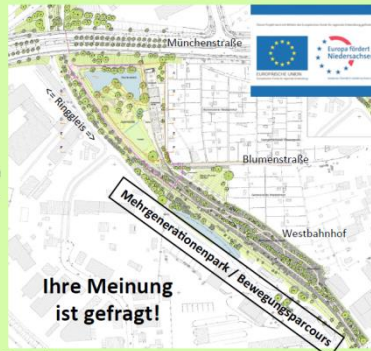 Münchenstraße
EUROPÄISCHE UNION
Europa fördert
Niedersachsen
<= Ringgleis =>
Blumenstraße
Westbahnhof
Mehrgenerationenpark / Bewegungsparcours
Ihre Meinung
ist gefragt!